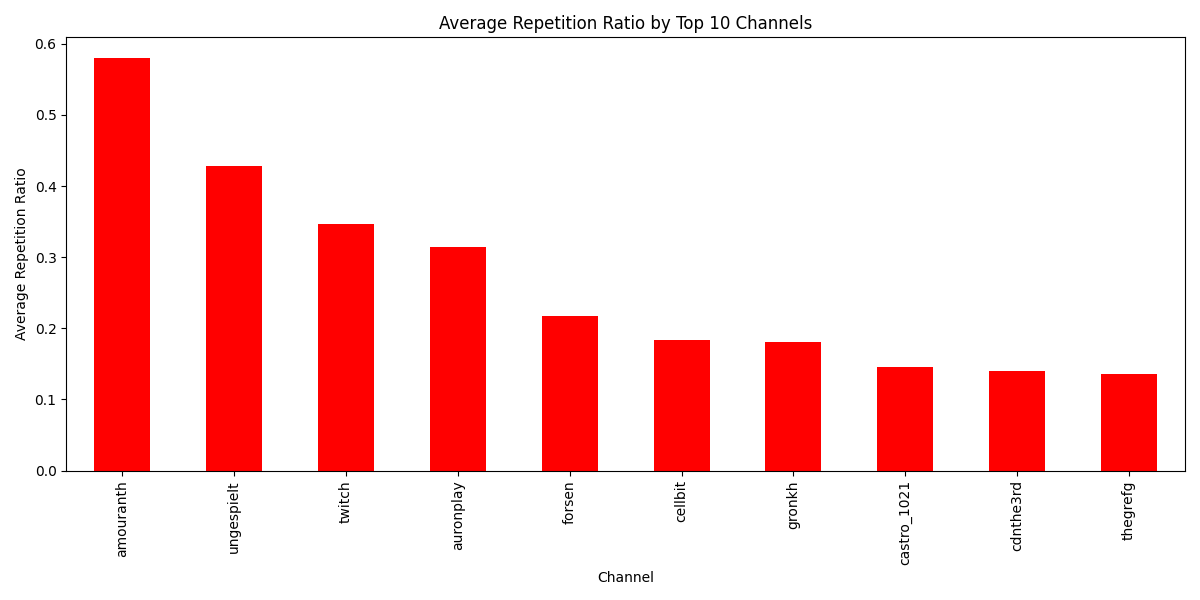 Average Repetition Ratio by Top 10 Channels
Average Repetition Ratio
0.6
0.5
0.4
0.3
0.2
0.1
0.0
amouranth
ungespielt
twitch
auronplay
forsen
cellbit
gronkh
castro_1021
cdnthe3rd
thegrefg
Channel